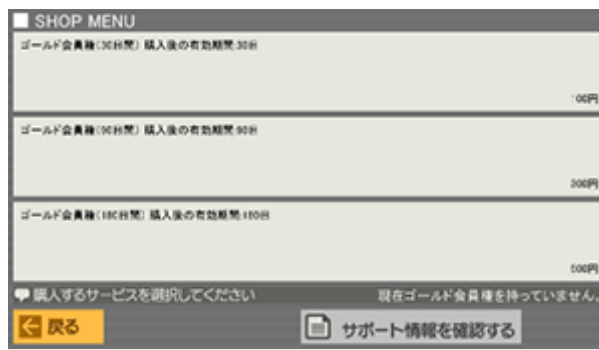 SHOP MENU
ゴールド会員権(30日間) 購入後の有効期間:30日
100円
ゴールド会員権(90日間) 購入後の有効期間:90日
300円
ゴールド会員権(180日間) 購入後の有効期間:180日
500円
購入するサービスを選択してください
現在ゴールド会員権を持っていません。
戻る
サポート情報を確認する